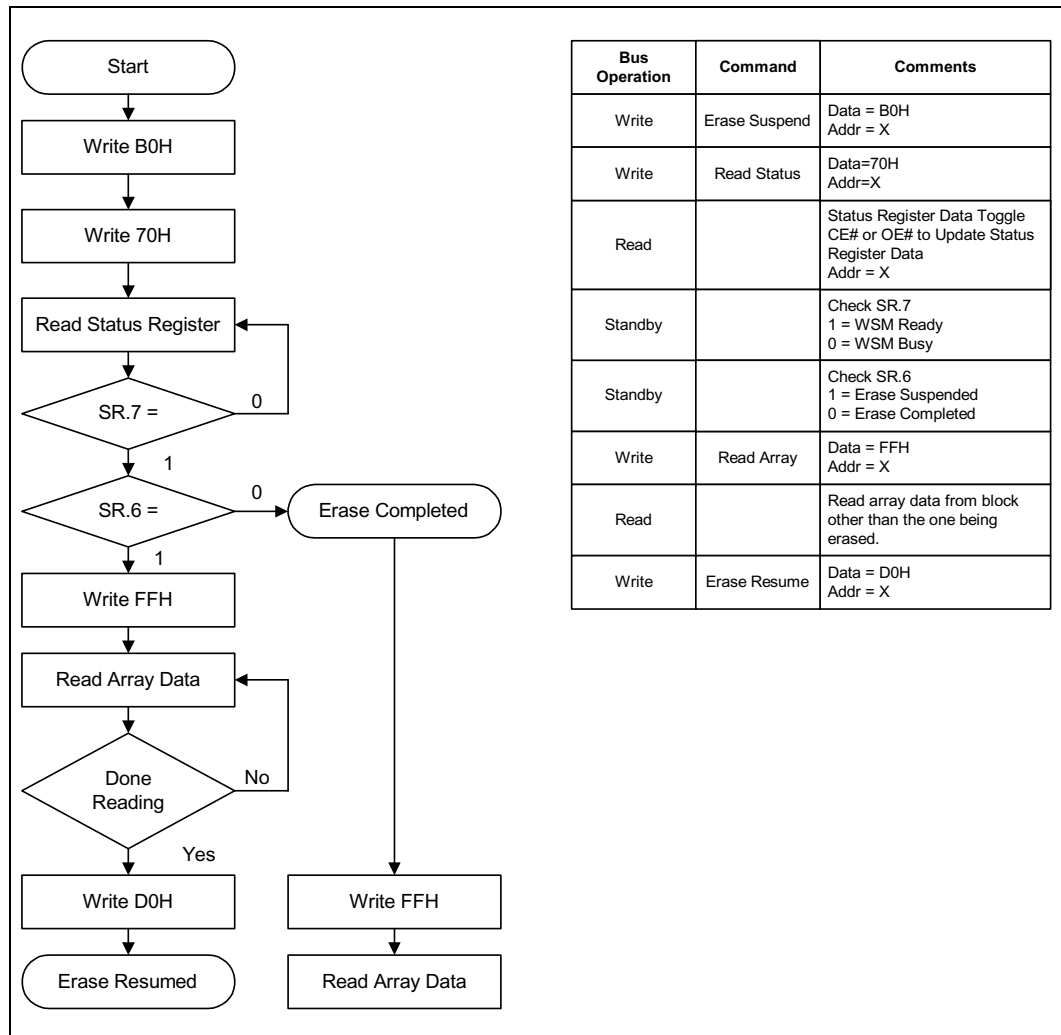 Start
Write B0H
Write 70H
Read Status Register
SR.7 =
0
1
SR.6 =
0
Erase Completed
1
Write FFH
Read Array Data
Done
Reading
No
Yes
Write D0H
Write FFH
Erase Resumed
Read Array Data
Bus
Operation
Command
Comments
Write
Erase Suspend
Data = B0H
Addr = X
Write
Read Status
Data=70H
Addr=X
Read
Status Register Data Toggle
CE# or OE# to Update Status
Register Data
Addr = X
Standby
Check SR.7
1 = WSM Ready
0 = WSM Busy
Standby
Check SR.6
1 = Erase Suspended
0 = Erase Completed
Write
Read Array
Data = FFH
Addr = X
Read
Read array data from block
other than the one being
erased.
Write
Erase Resume
Data = D0H
Addr = X